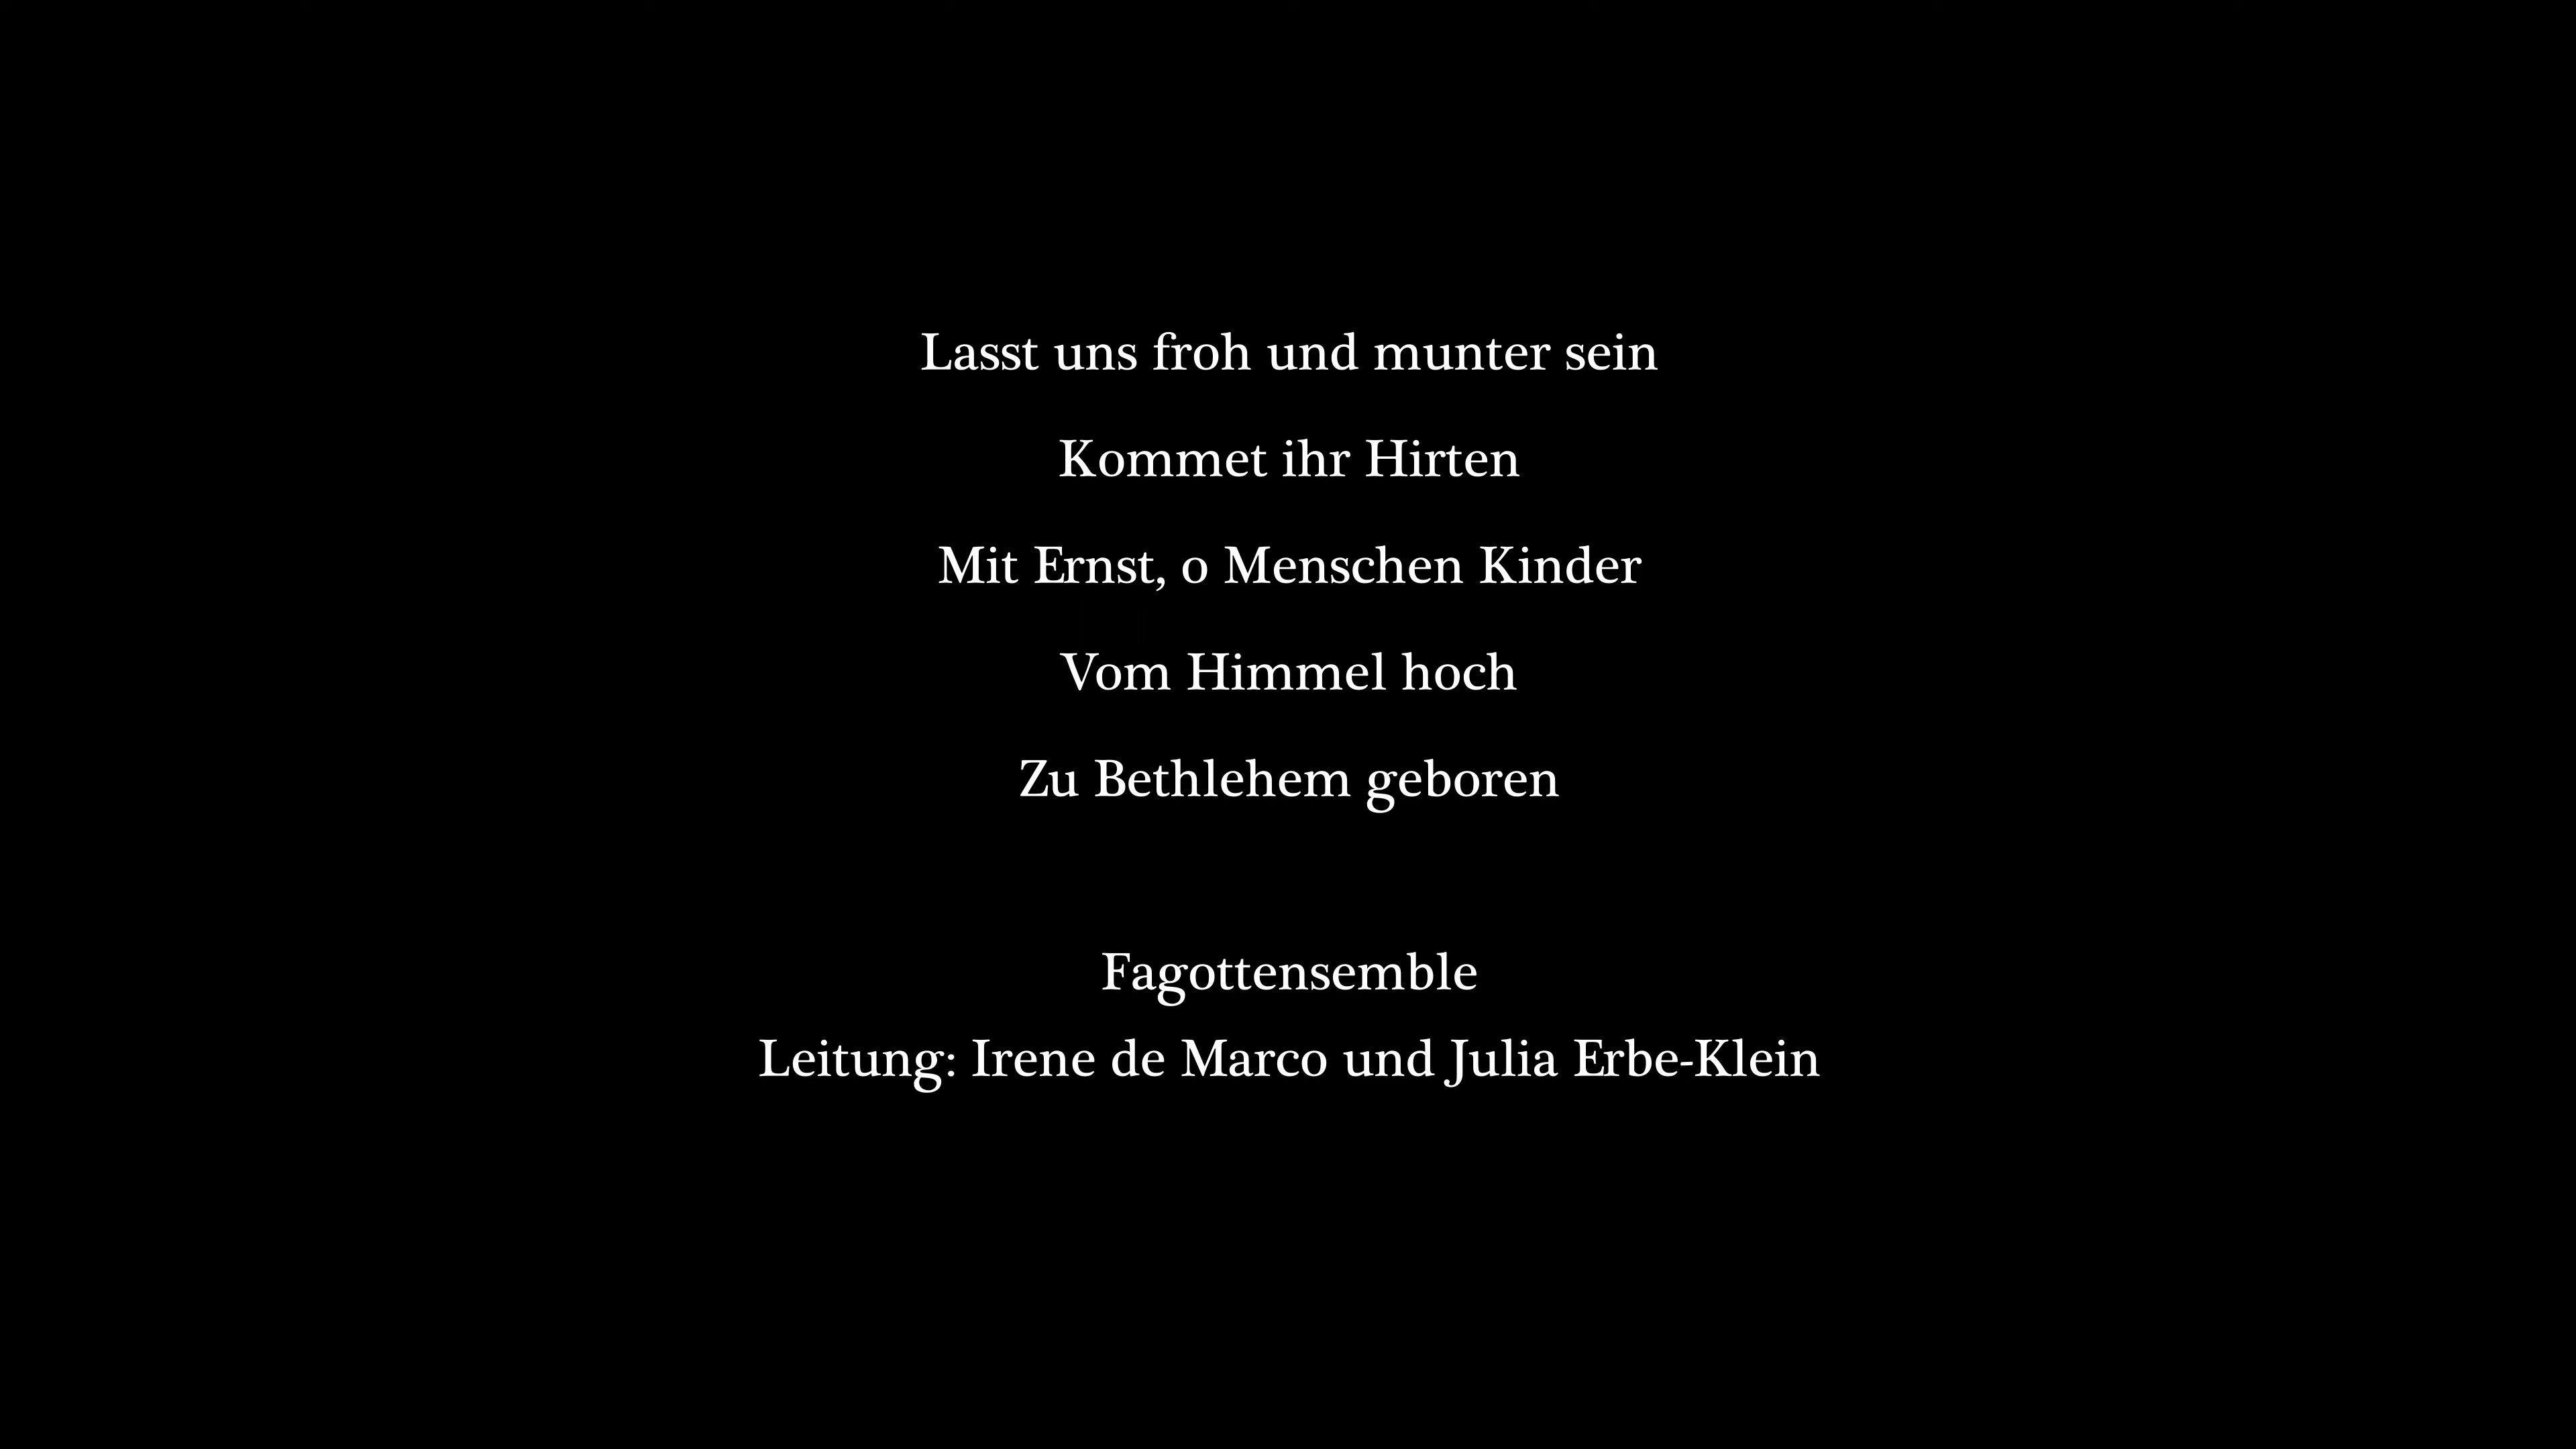 Lasst uns froh und munter sein
Kommet ihr Hirten
Mit Ernst, o Menschen Kinder
Vom Himmel hoch
Zu Bethlehem geboren
Fagottensemble
Leitung: Irene de Marco und Julia Erbe-Klein